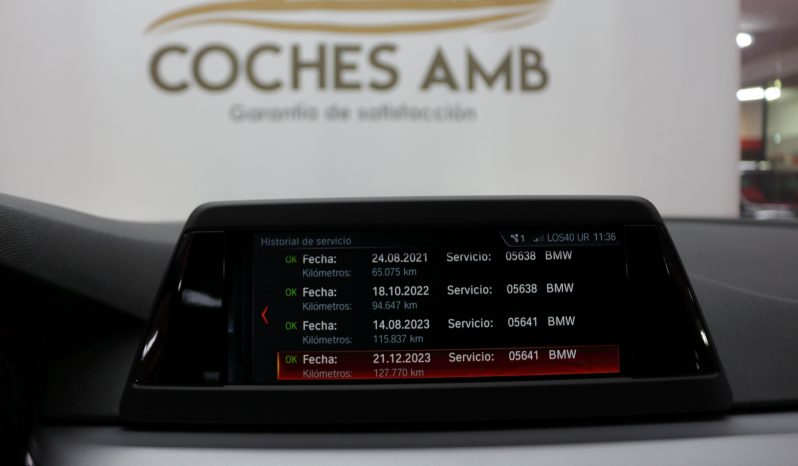 COCHES AMB
Garantía de satisfacción
Historial de servicio 1 LOS40 UR 11:36
OK Fecha: 24.08.2021 Servicio: 05638 BMW
Kilómetros: 65.075 km
OK Fecha: 18.10.2022 Servicio: 05638 BMW
Kilómetros: 94.647 km
OK Fecha: 14.08.2023 Servicio: 05641 BMW
Kilómetros: 115.837 km
OK Fecha: 21.12.2023 Servicio: 05641 BMW
Kilómetros: 127.770 km